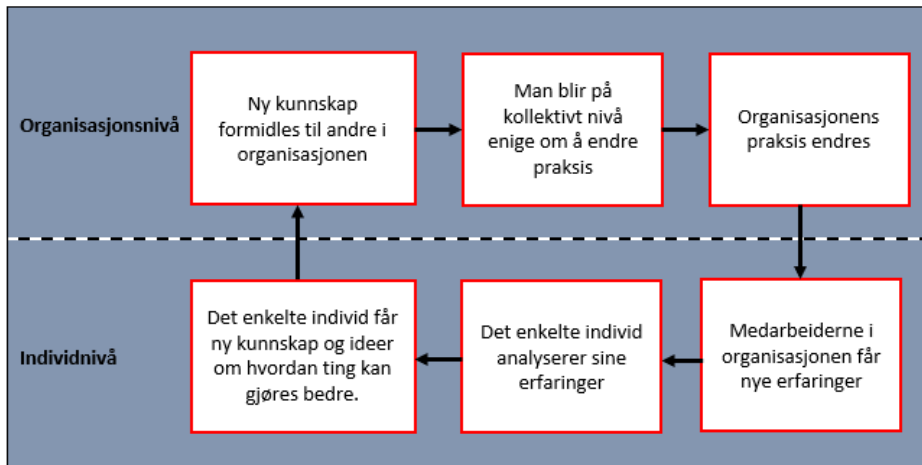 Organisasjonsnivå
Ny kunnskap
formidles til andre i
organisasjonen
Man blir på
kollektivt nivå
enige om å endre
praksis
Organisasjonens
praksis endres
Individnivå
Det enkelte individ får
ny kunnskap og ideer
om hvordan ting kan
gjøres bedre.
Det enkelte individ
analyserer sine
erfaringer
Medarbeiderne i
organisasjonen får
nye erfaringer